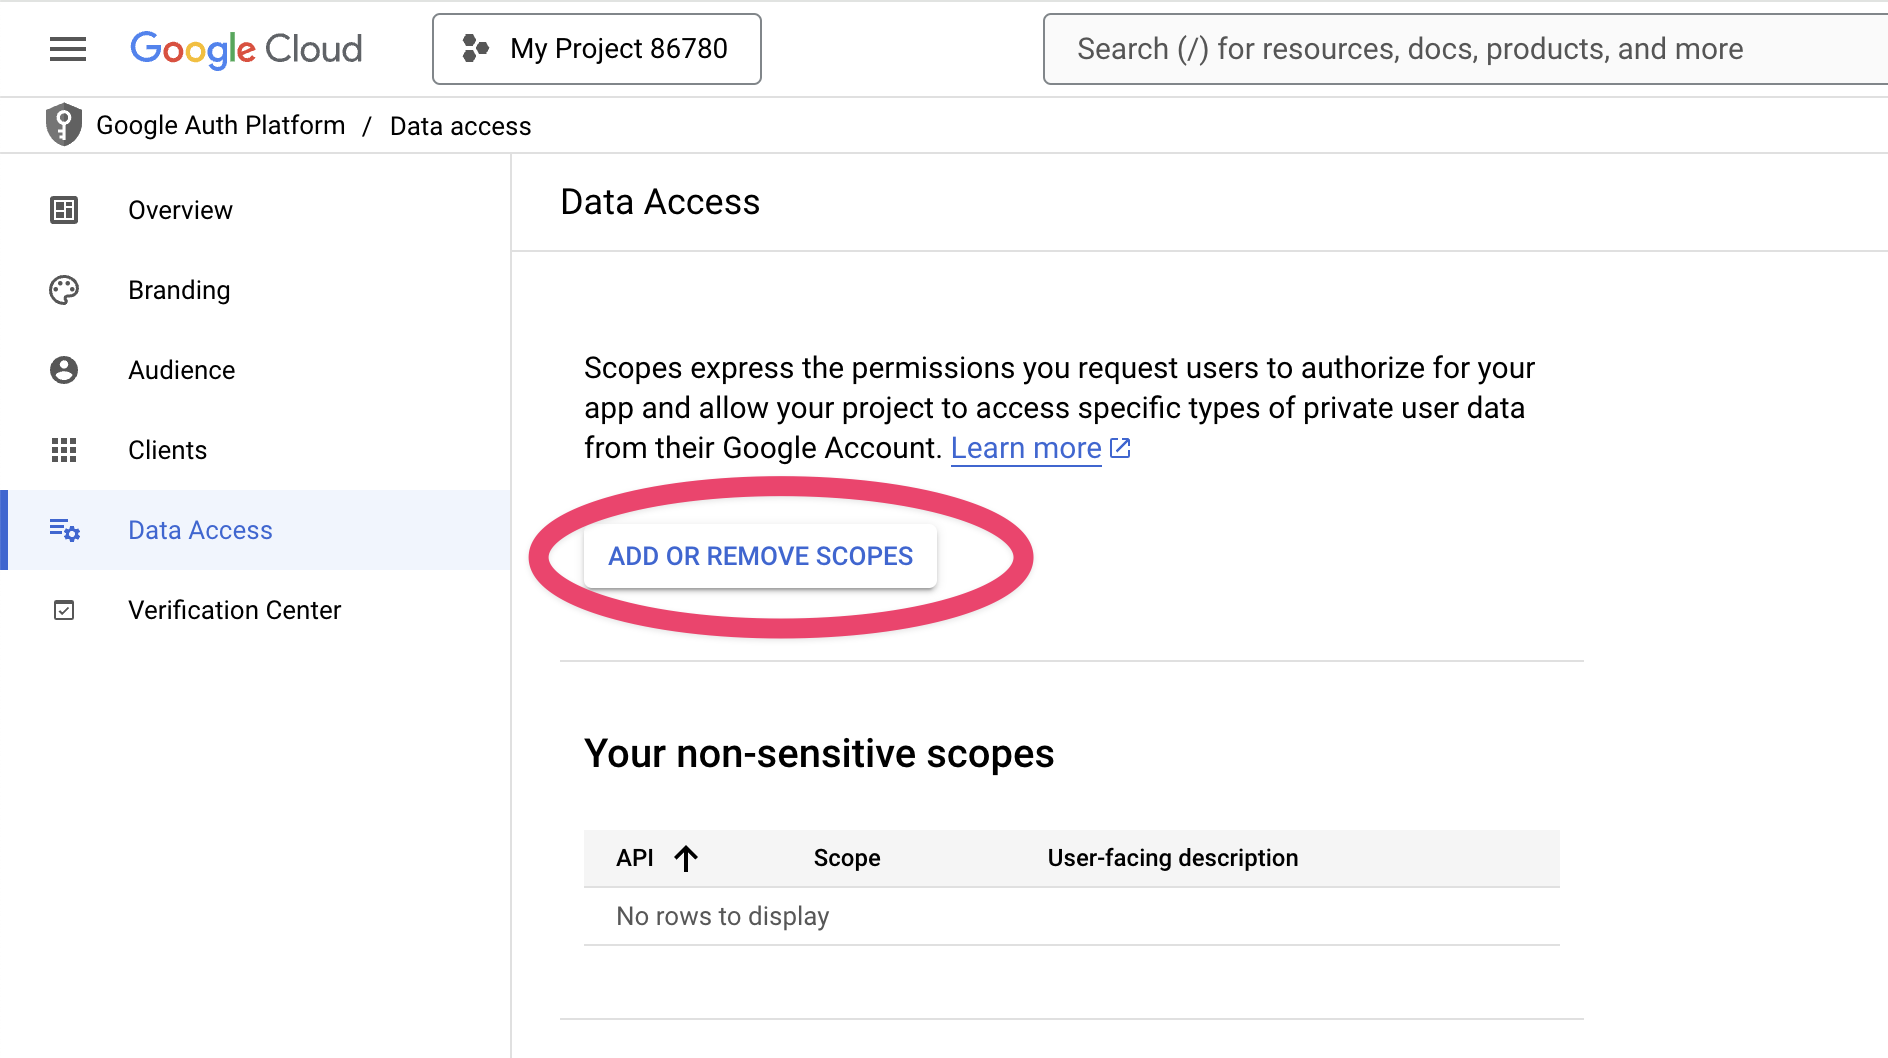 Google Cloud
My Project 86780
Search (/) for resources, docs, products, and more
Google Auth Platform / Data access
Overview
Branding
Audience
Clients
Data Access
Verification Center
Data Access
Scopes express the permissions you request users to authorize for your
app and allow your project to access specific types of private user data
from their Google Account. Learn more
ADD OR REMOVE SCOPES
Your non-sensitive scopes
API Scope User-facing description
No rows to display